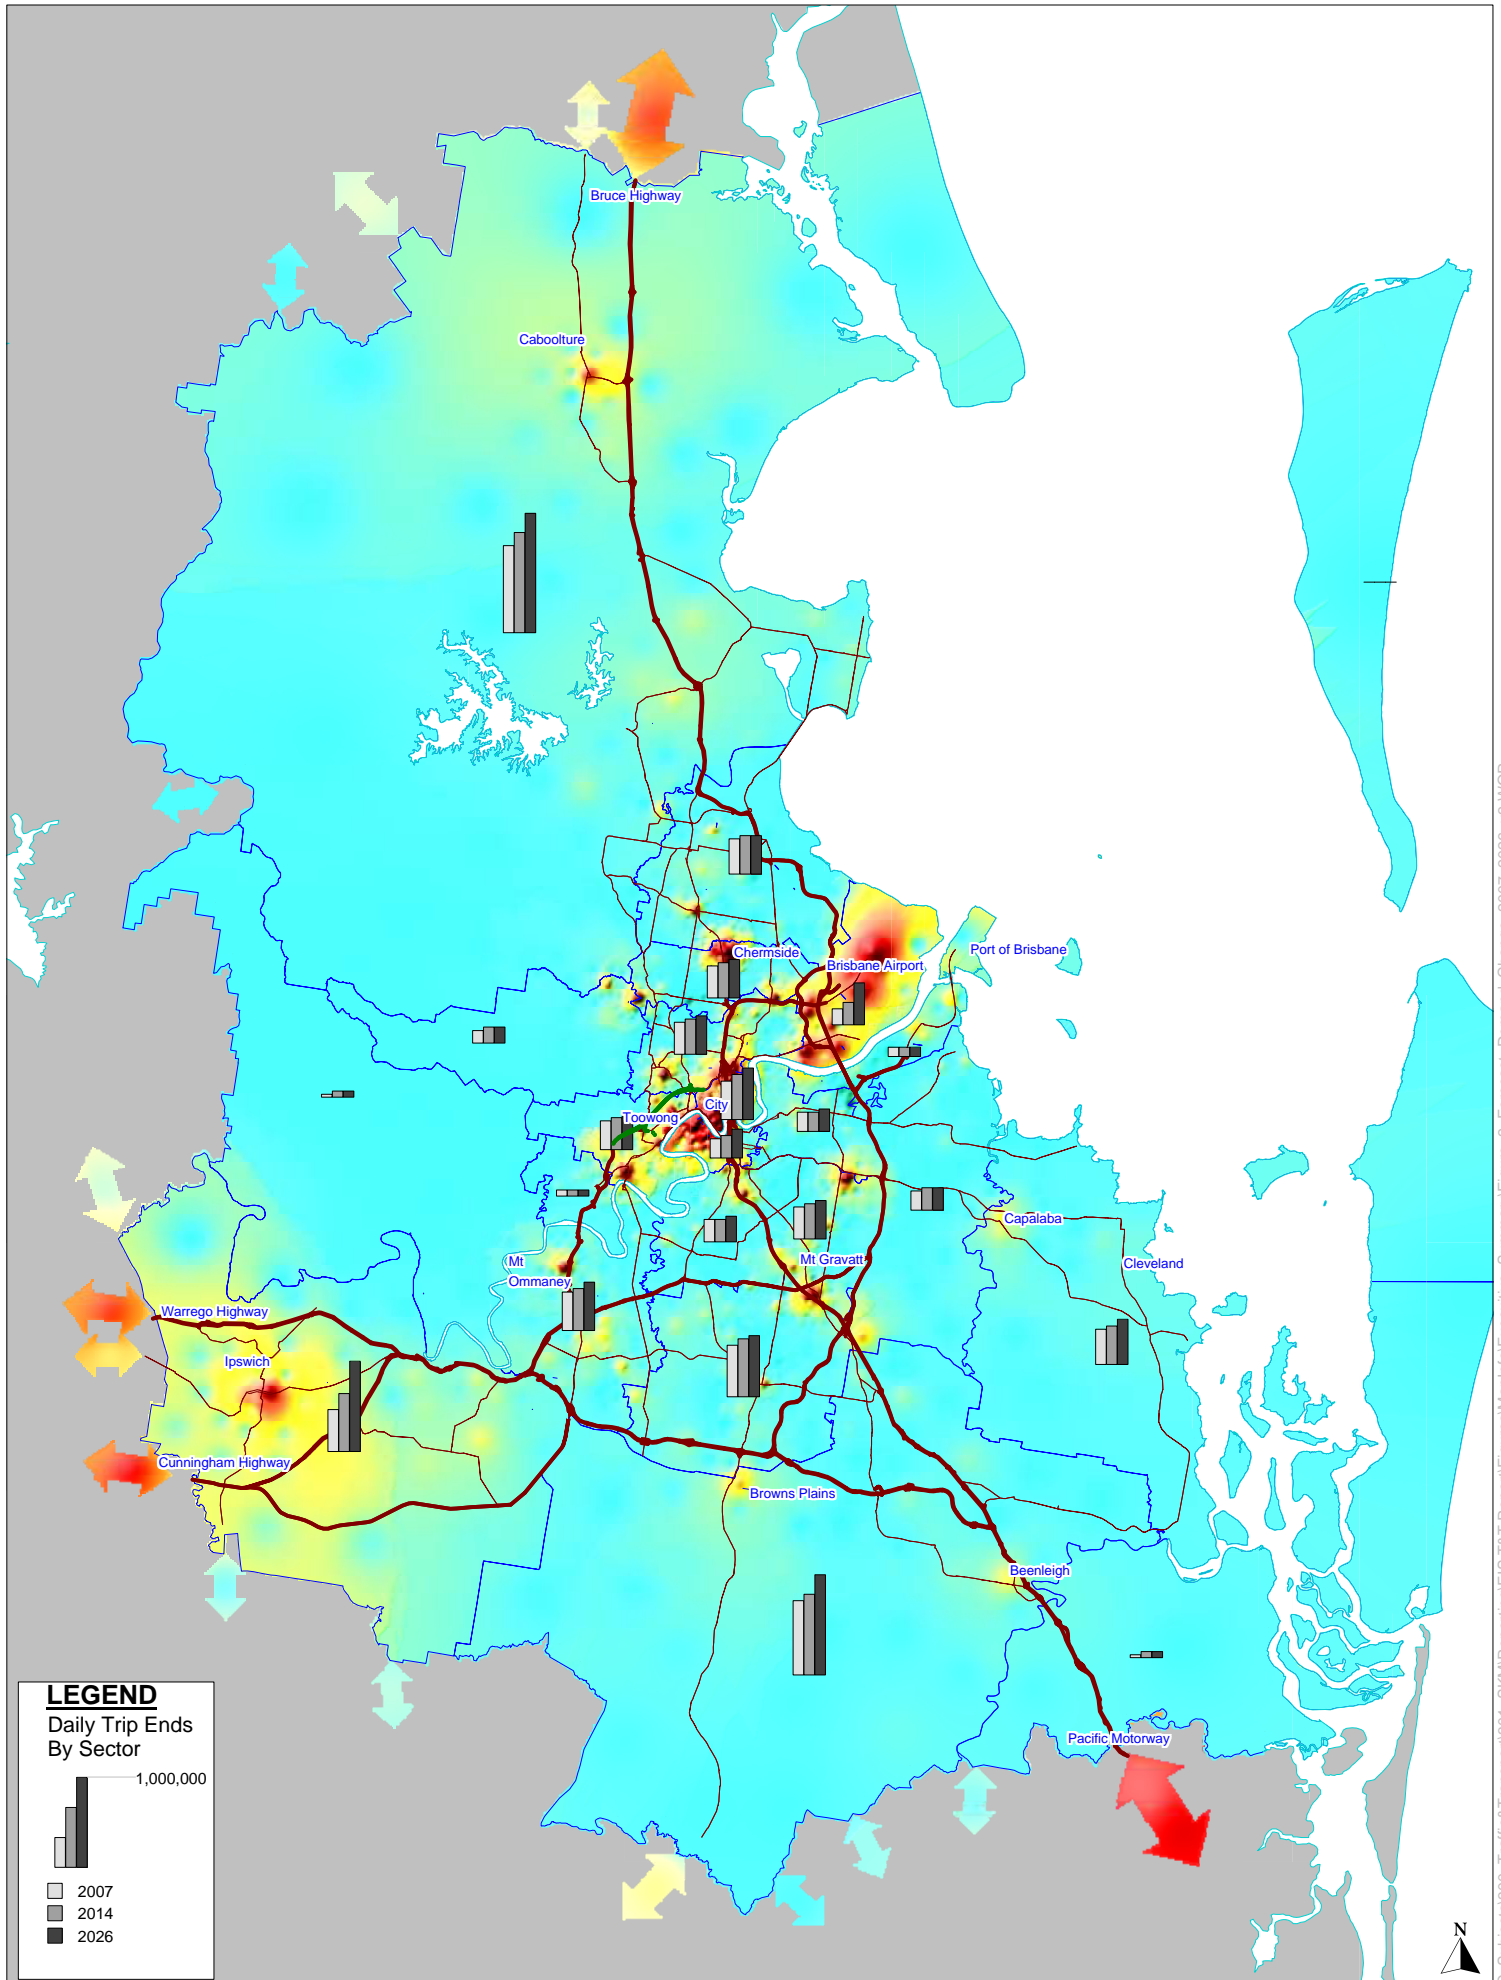 Bruce Highway
Caboolture
Chermside
Port of Brisbane
Brisbane Airport
City
Toowong
Capalaba
Mt
Ommaney
Mt Gravatt
Cleveland
Warrego Highway
Ipswich
Cunningham Highway
Browns Plains
Beenleigh
Pacific Motorway
LEGEND
Daily Trip Ends
By Sector
1,000,000
2007
2014
2026
N